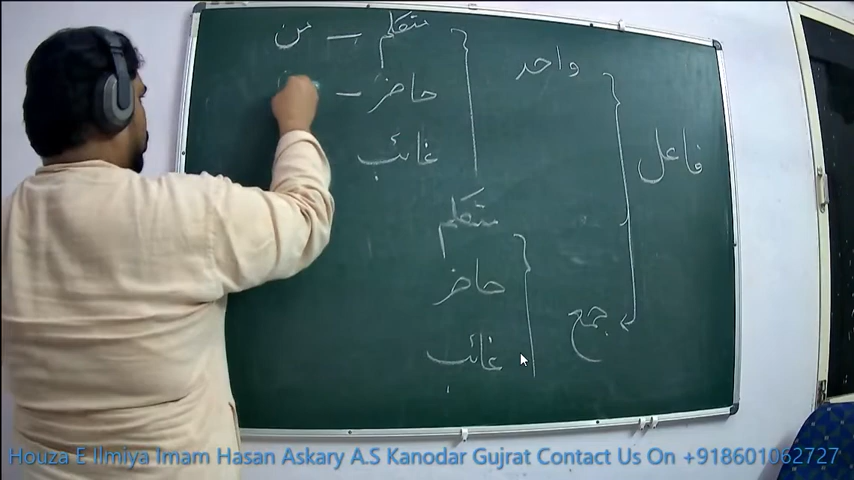 متکلم – من
حاضر –
غائب
واحد
فاعل
متکلم
حاضر
غائب
جمع
Houza E Ilmiya Imam Hasan Askary A.S Kanodar Gujrat Contact Us On +918601062727